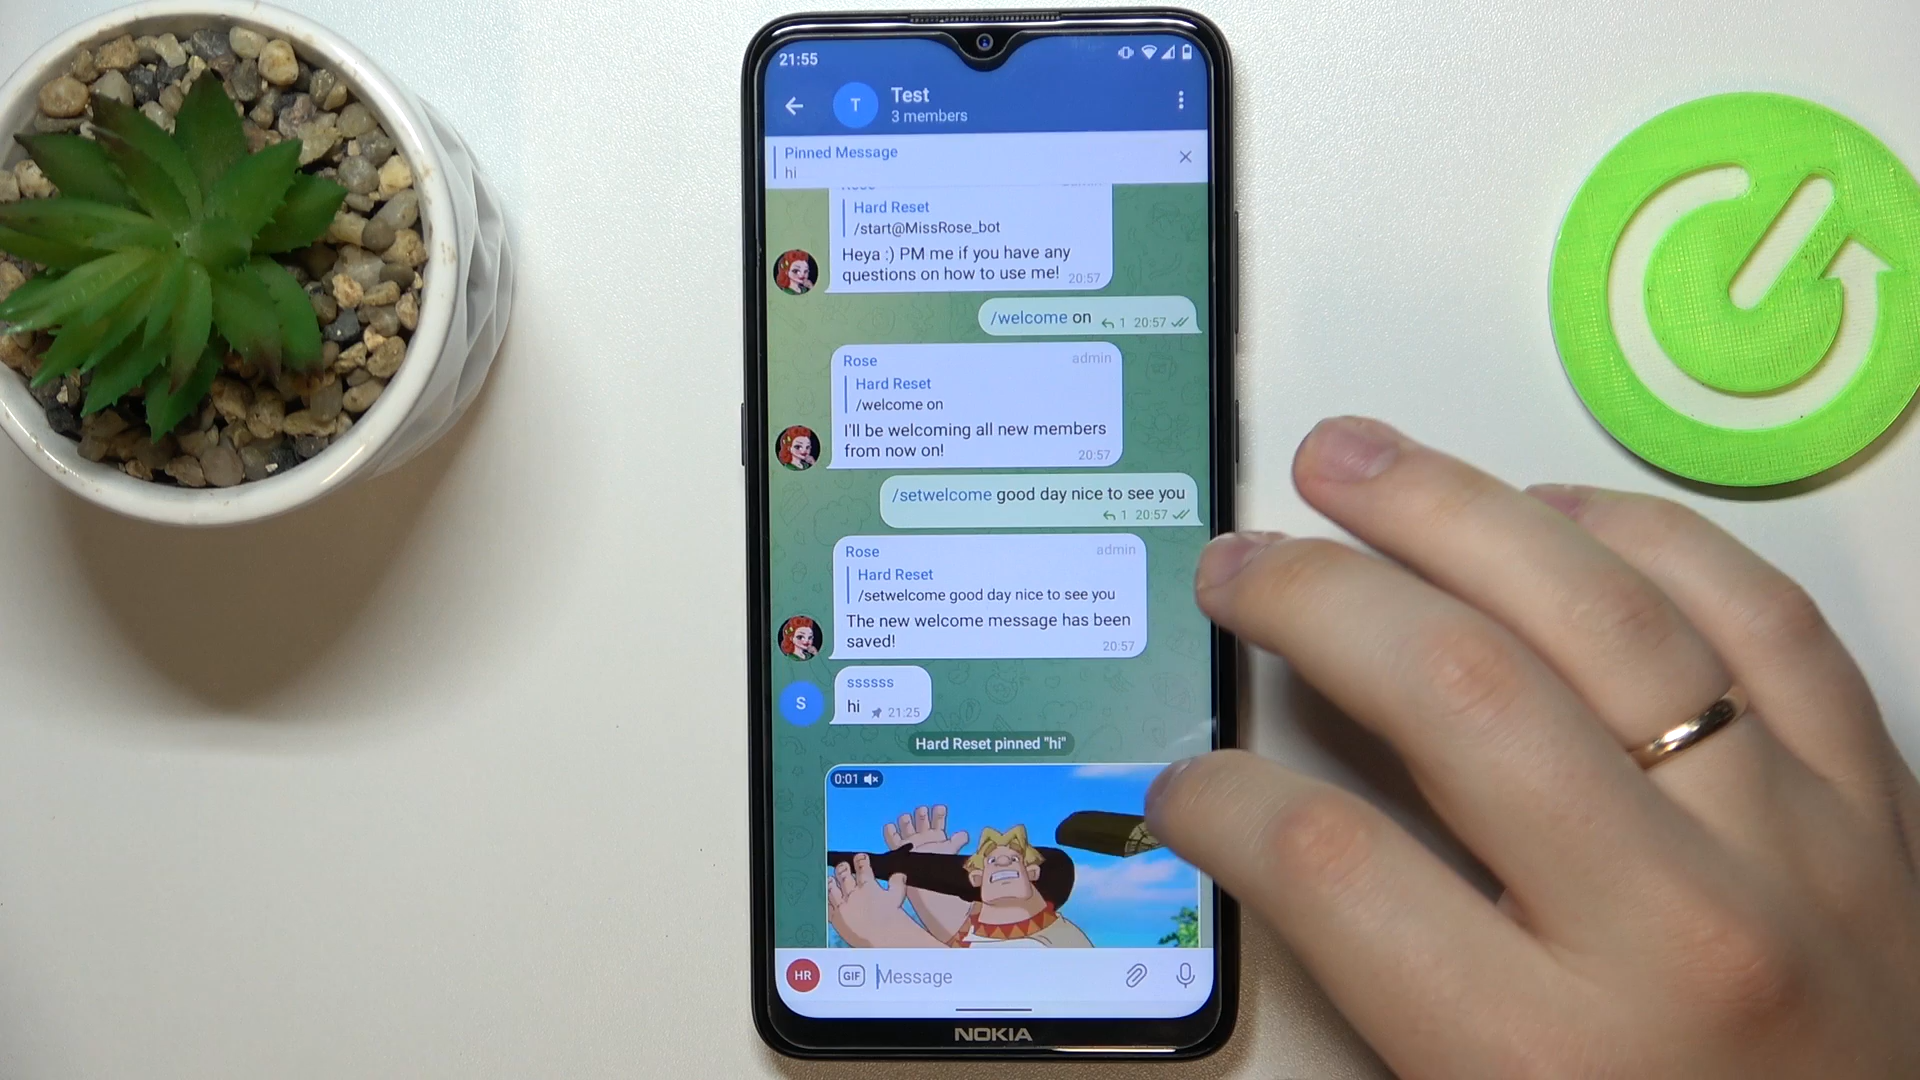 21:55
T
Test
3 members
Pinned Message
hi
Hard Reset
/start@MissRose_bot
Heya :) PM me if you have any
questions on how to use me! 20:57
/welcome on 1 20:57
Rose admin
Hard Reset
/welcome on
I'll be welcoming all new members
from now on! 20:57
/setwelcome good day nice to see you
1 20:57
Rose admin
Hard Reset
/setwelcome good day nice to see you
The new welcome message has been
saved! 20:57
S
ssssss
hi 21:25
Hard Reset pinned "hi"
0:01
HR GIF Message
NOKIA